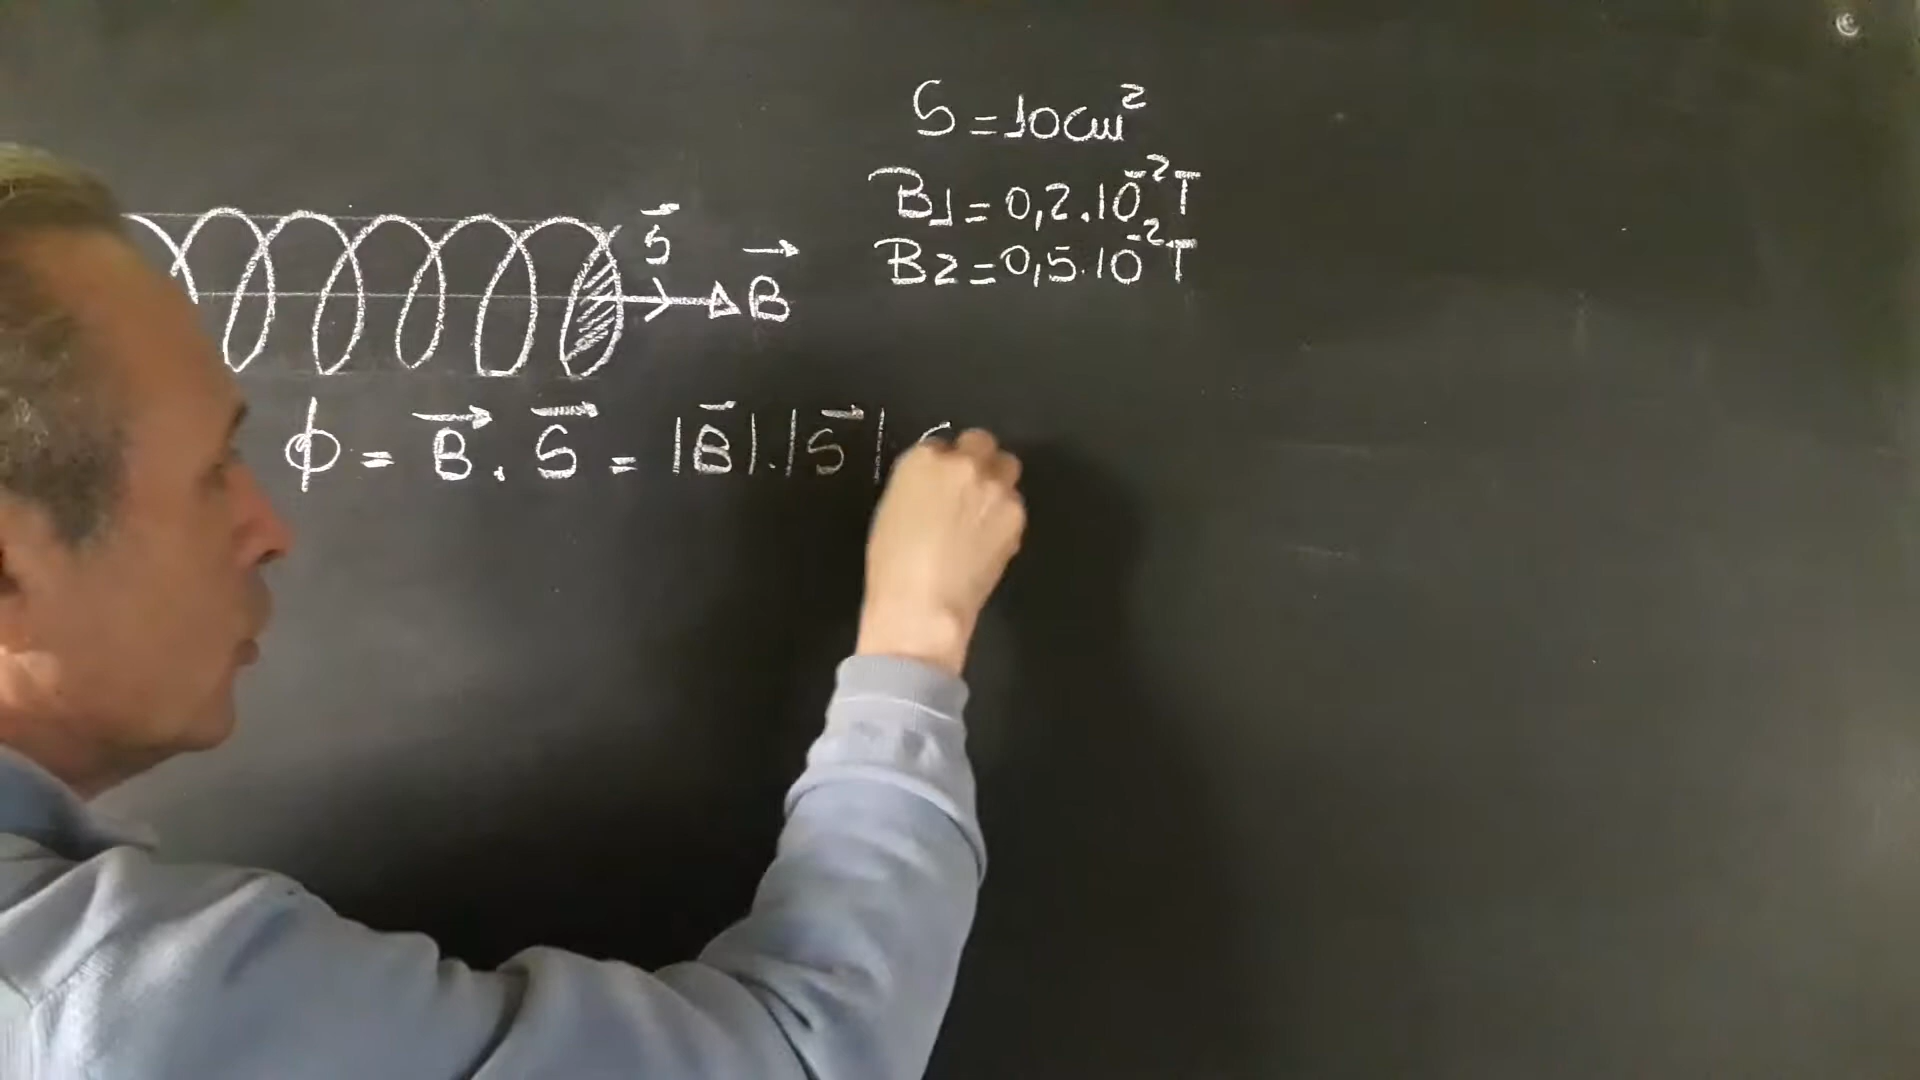 S = 10cm²
B1 = 0,2.10⁻²T
B2 = 0,5.10⁻²T
S⃗
B⃗
ϕ = B⃗ . S⃗ = |B⃗|.|S⃗|